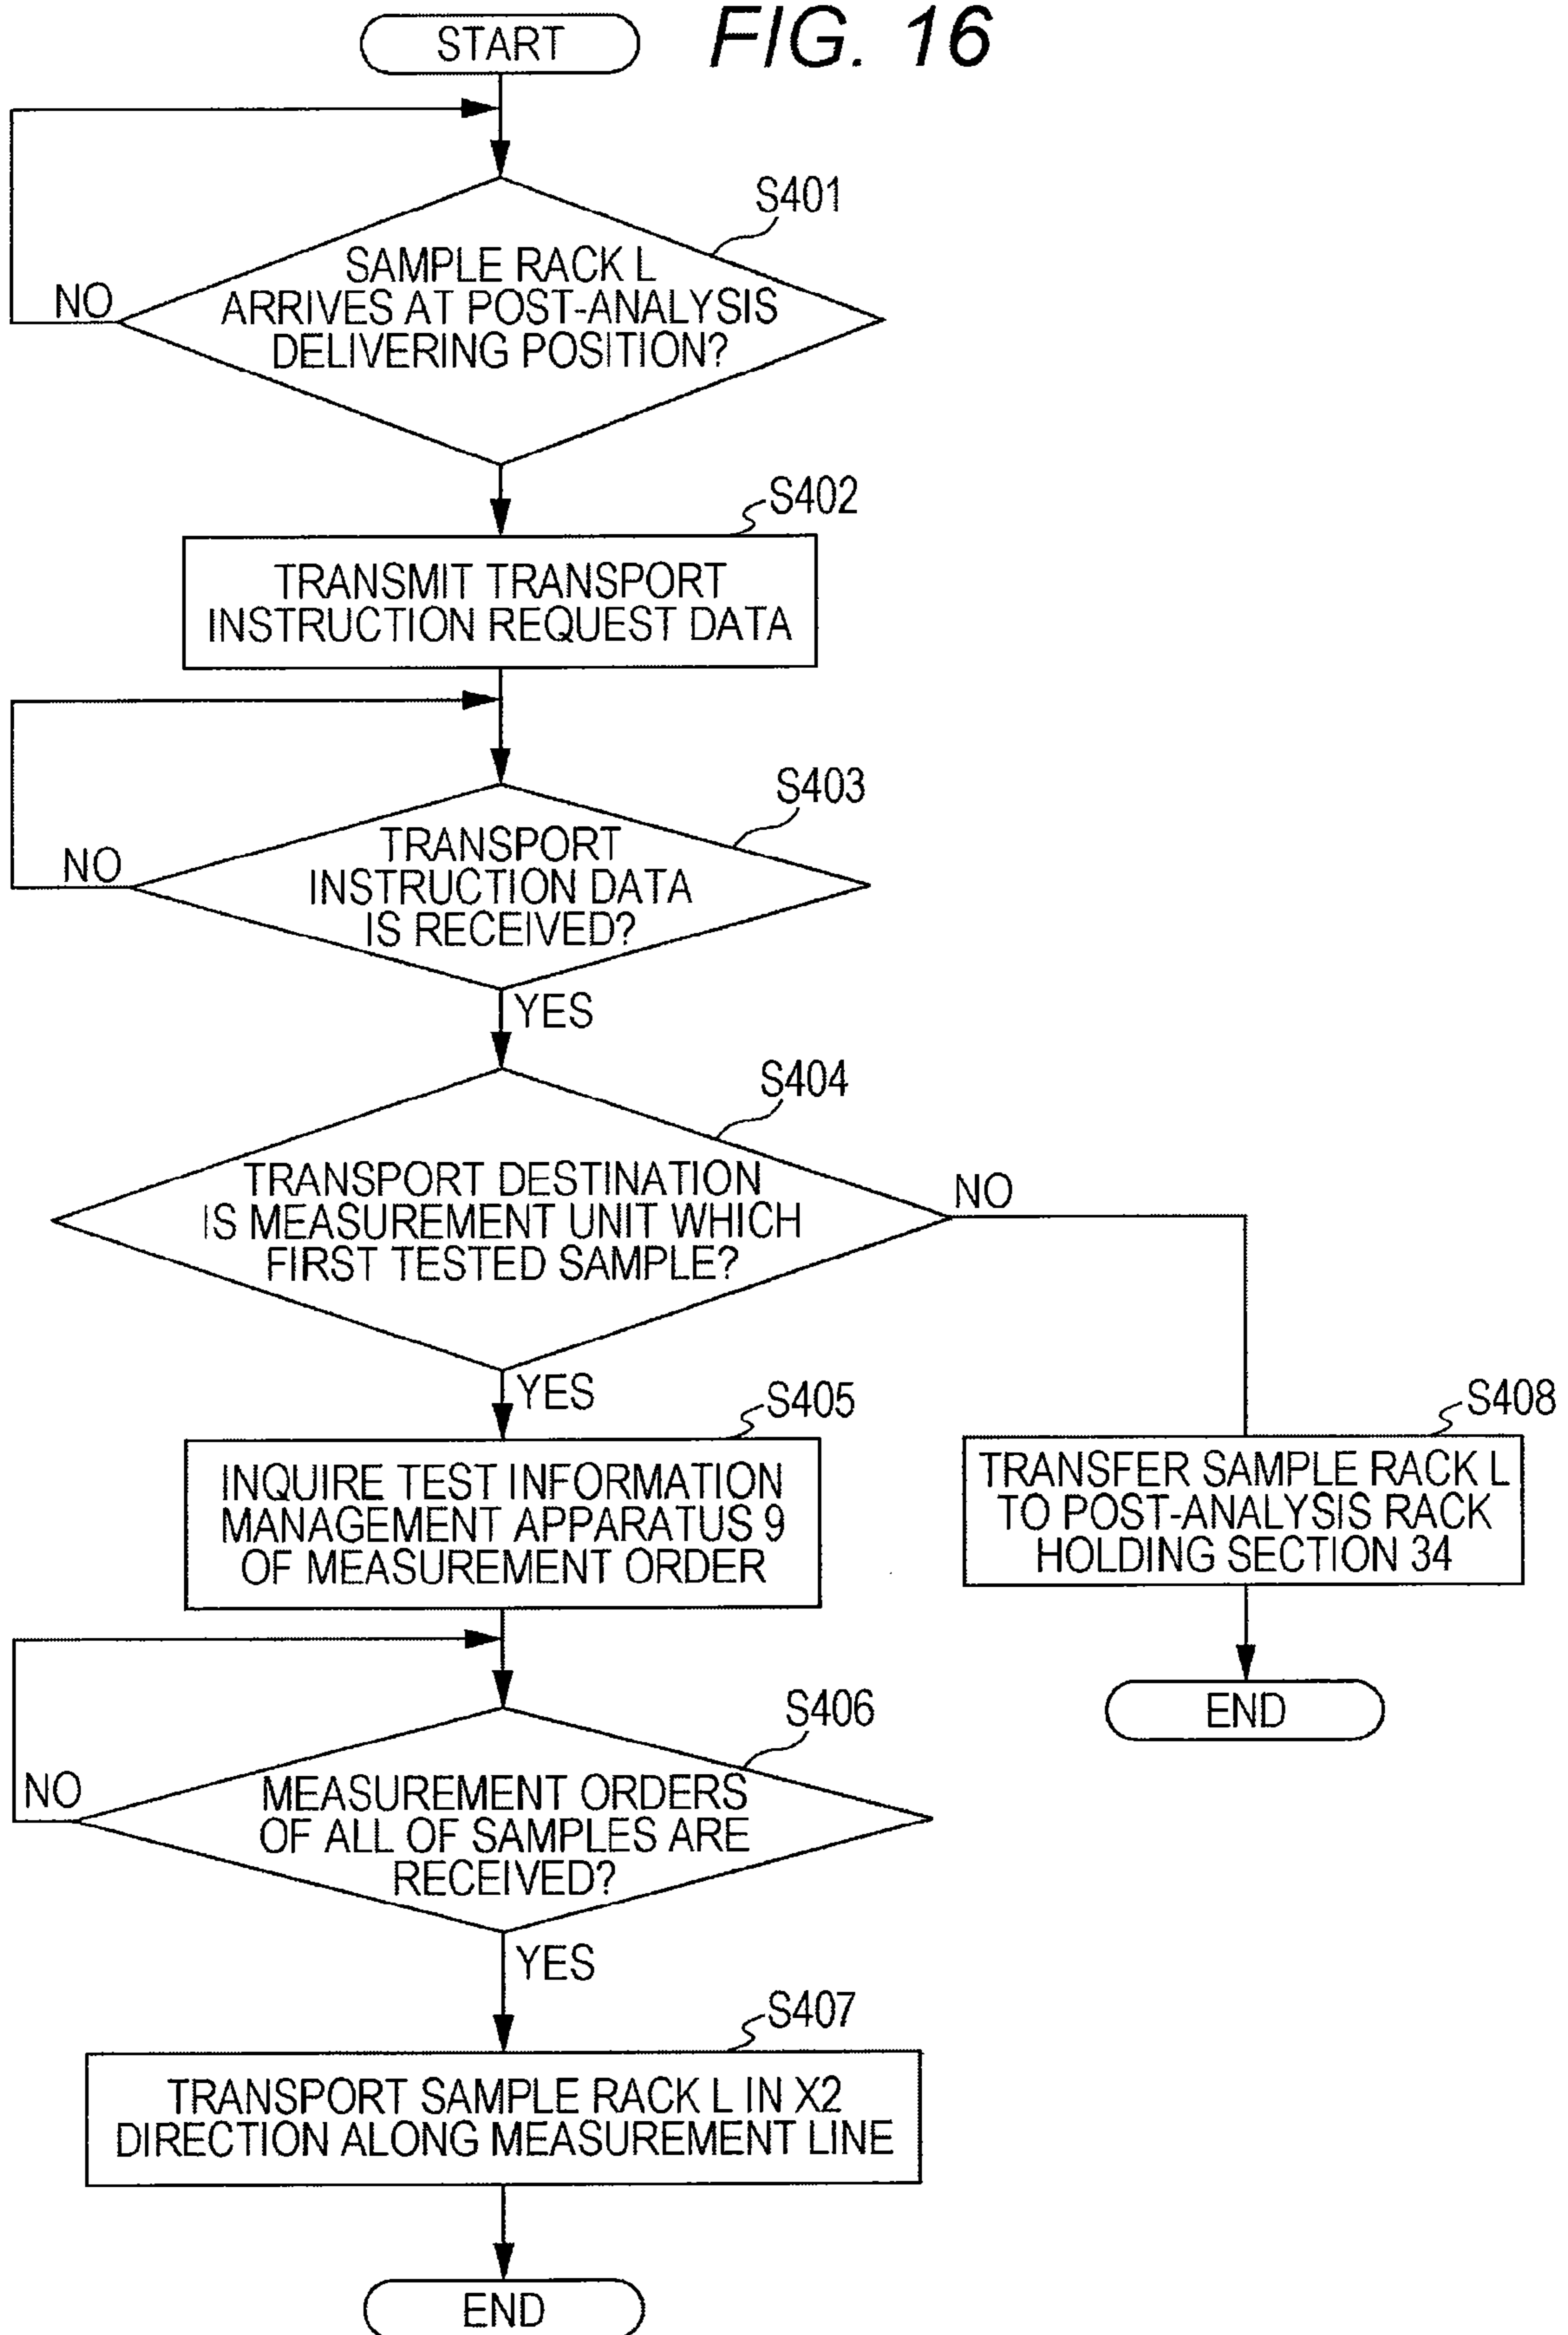 START
FIG. 16
S401
SAMPLE RACK L
ARRIVES AT POST-ANALYSIS
DELIVERING POSITION?
NO
S402
TRANSMIT TRANSPORT
INSTRUCTION REQUEST DATA
S403
TRANSPORT
INSTRUCTION DATA
IS RECEIVED?
NO
YES
S404
TRANSPORT DESTINATION
IS MEASUREMENT UNIT WHICH
FIRST TESTED SAMPLE?
NO
YES
S405
INQUIRE TEST INFORMATION
MANAGEMENT APPARATUS 9
OF MEASUREMENT ORDER
S408
TRANSFER SAMPLE RACK L
TO POST-ANALYSIS RACK
HOLDING SECTION 34
END
S406
MEASUREMENT ORDERS
OF ALL OF SAMPLES ARE
RECEIVED?
NO
YES
S407
TRANSPORT SAMPLE RACK L IN X2
DIRECTION ALONG MEASUREMENT LINE
END